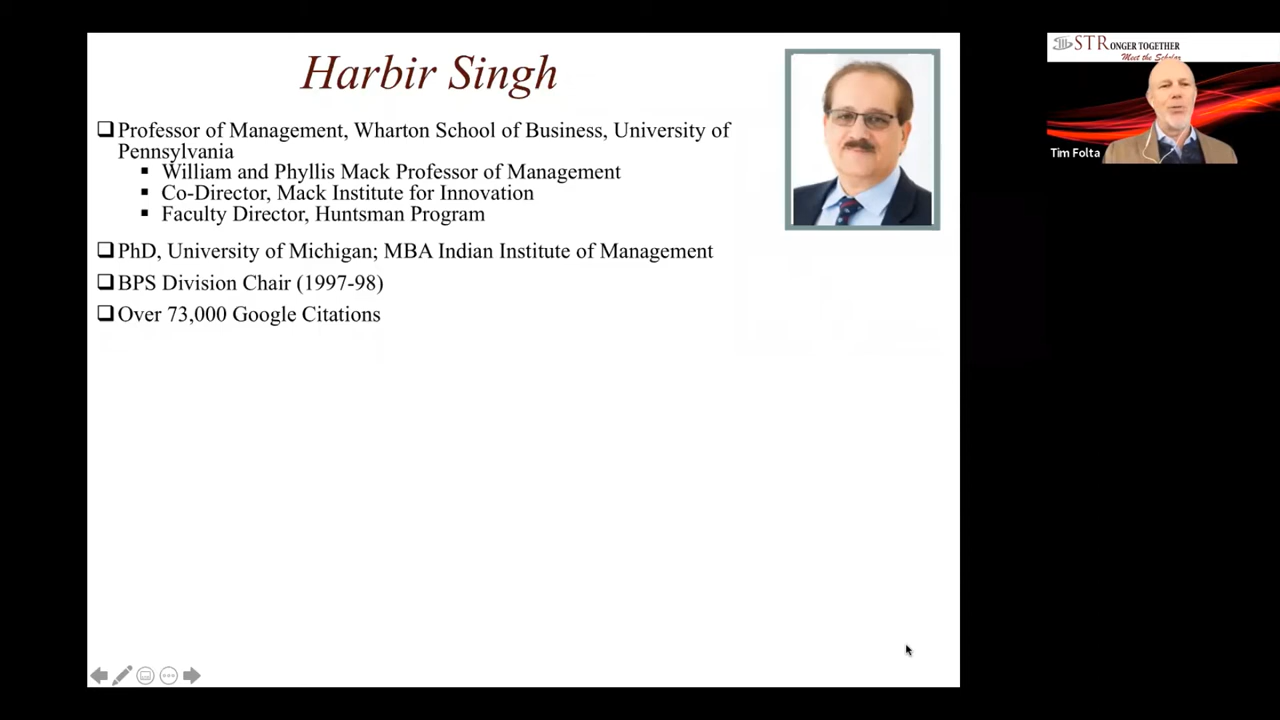 Harbir Singh
Professor of Management, Wharton School of Business, University of
Pennsylvania
William and Phyllis Mack Professor of Management
Co-Director, Mack Institute for Innovation
Faculty Director, Huntsman Program
PhD, University of Michigan; MBA Indian Institute of Management
BPS Division Chair (1997-98)
Over 73,000 Google Citations
STRONGER TOGETHER
Meet the Scholar
Tim Folta